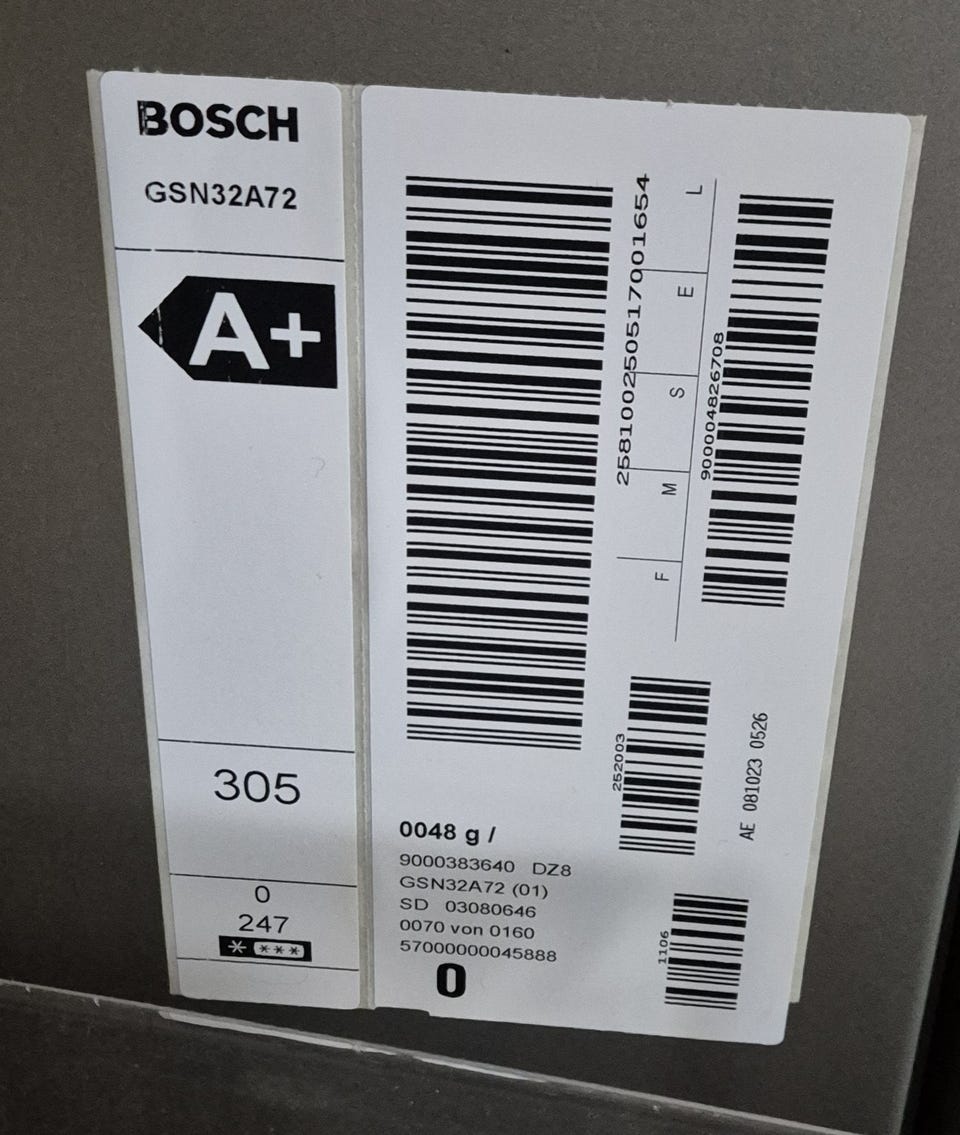 BOSCH
GSN32A72
A+
305
0
247
* ***
258100250517001654
L
E
S
M
F
900004826708
252003
AE 081023 0526
1106
0048 g /
9000383640 DZ8
GSN32A72 (01)
SD 03080646
0070 von 0160
57000000045888
0